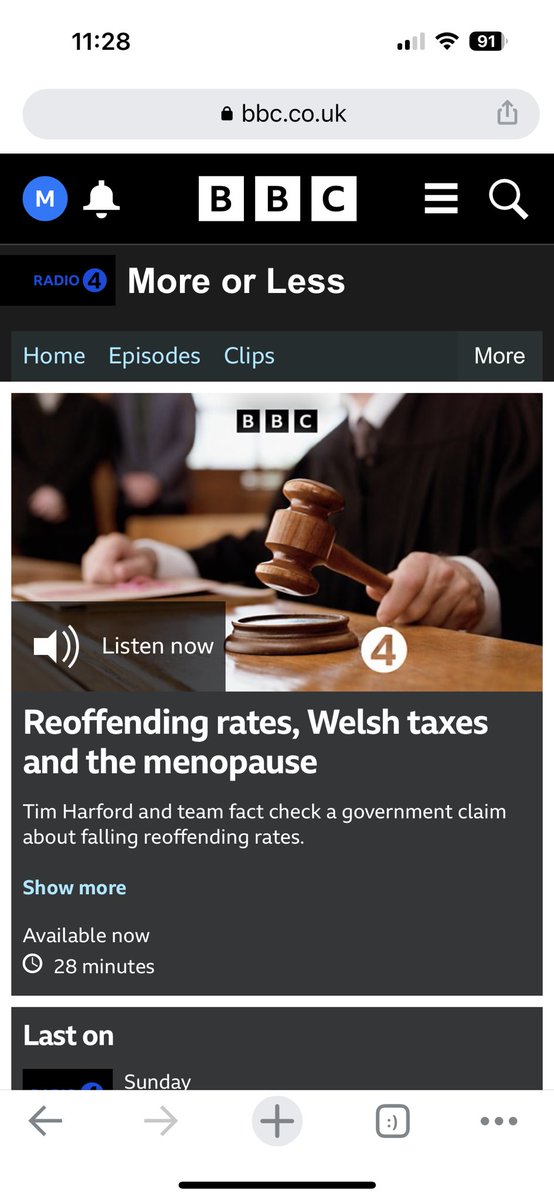 11:28
91
bbc.co.uk
M
BBC
RADIO 4
More or Less
Home Episodes Clips More
BBC
Listen now
4
Reoffending rates, Welsh taxes
and the menopause
Tim Harford and team fact check a government claim
about falling reoffending rates.
Show more
Available now
28 minutes
Last on
Sunday
:)